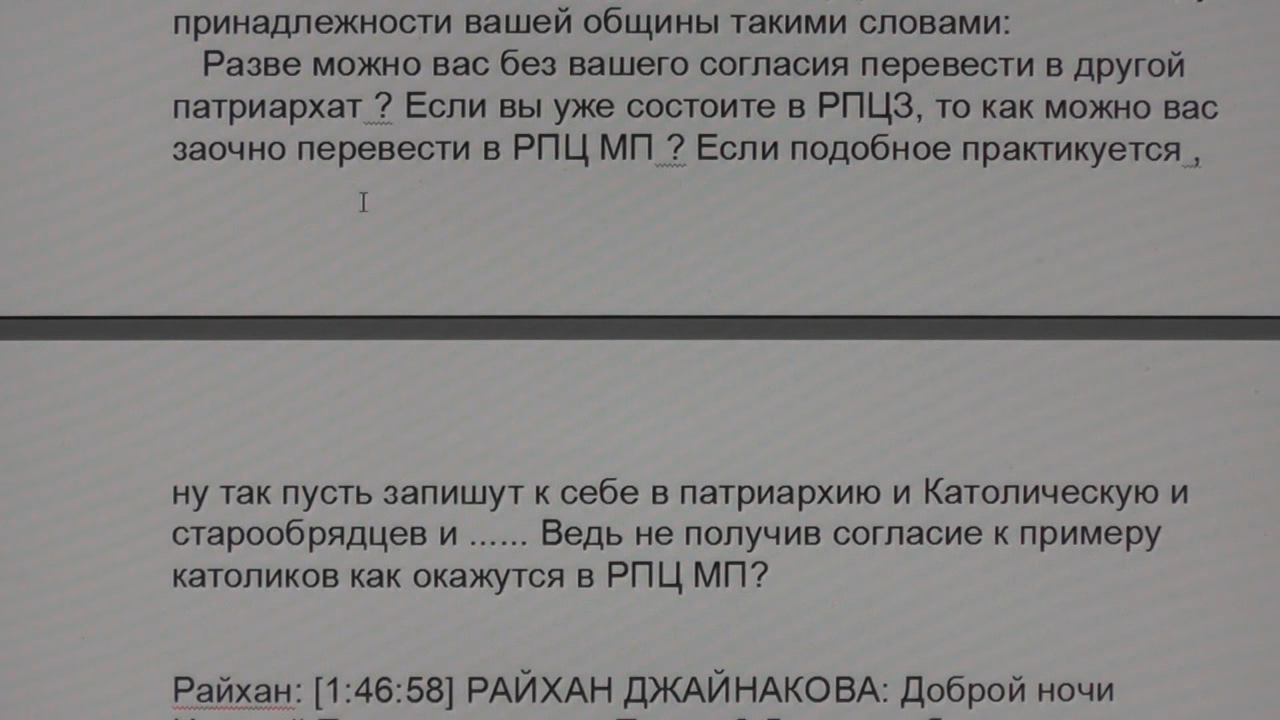 принадлежности вашей общины такими словами:
Разве можно вас без вашего согласия перевести в другой
патриархат ? Если вы уже состоите в РПЦЗ, то как можно вас
заочно перевести в РПЦ МП ? Если подобное практикуется ,
ну так пусть запишут к себе в патриархию и Католическую и
старообрядцев и ...... Ведь не получив согласие к примеру
католиков как окажутся в РПЦ МП?
Райхан: [1:46:58] РАЙХАН ДЖАЙНАКОВА: Доброй ночи